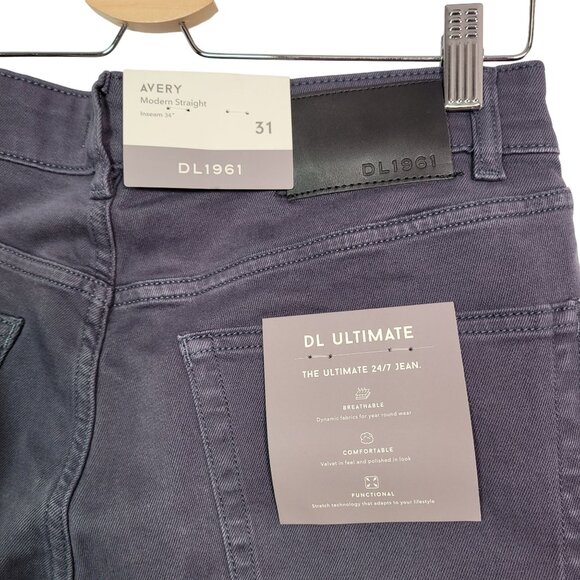 AVERY
Modern Straight
Inseam 34"
31
DL1961
DL1961
DL ULTIMATE
THE ULTIMATE 24/7 JEAN.
BREATHABLE
Dynamic fabrics for year round wear
COMFORTABLE
Velvet in feel and polished in look
FUNCTIONAL
Stretch technology that adapts to your lifestyle